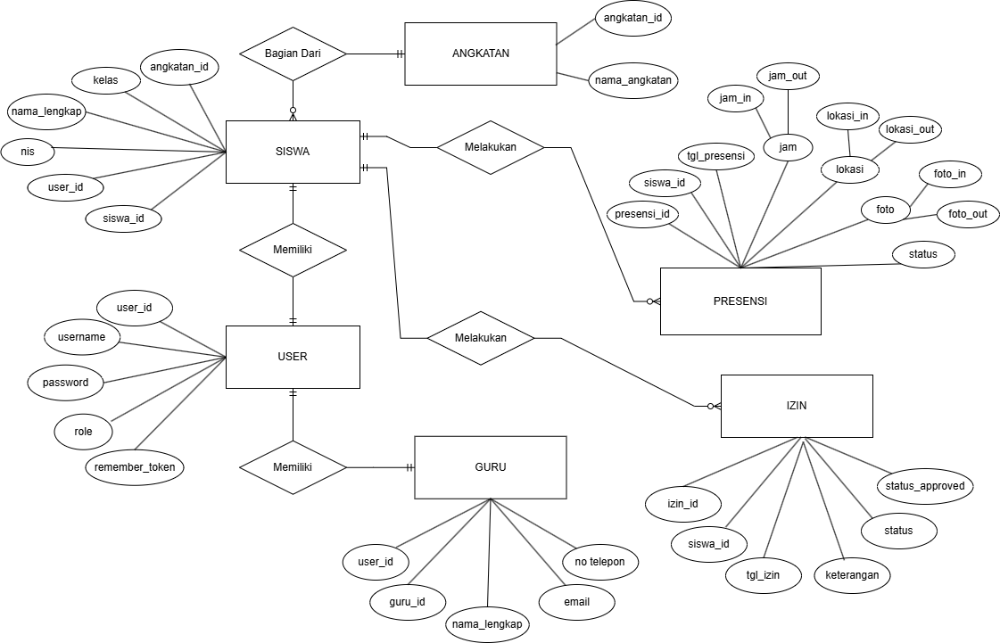 angkatan_id
Bagian Dari
ANGKATAN
nama_angkatan
angkatan_id
kelas
nama_lengkap
nis
user_id
siswa_id
SISWA
Melakukan
jam_out
jam_in
jam
lokasi_in
lokasi_out
lokasi
tgl_presensi
siswa_id
presensi_id
foto_in
foto
foto_out
status
PRESENSI
Memiliki
user_id
username
password
role
remember_token
USER
Melakukan
IZIN
Memiliki
GURU
user_id
guru_id
nama_lengkap
email
no telepon
izin_id
siswa_id
tgl_izin
keterangan
status
status_approved